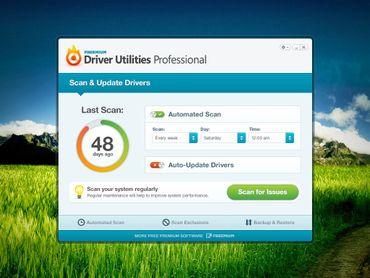 FREEMIUM
Driver Utilities Professional
Scan & Update Drivers
Last Scan:
48
days ago
Automated Scan
Scan: Day: Time:
Every week Saturday 12:00 am
Auto-Update Drivers
Scan your system regularly
Regular maintenance will help to improve system performance.
Scan for Issues
Automated Scan Scan Exclusions Backup & Restore
MORE FREE PREMIUM SOFTWARE FREEMIUM